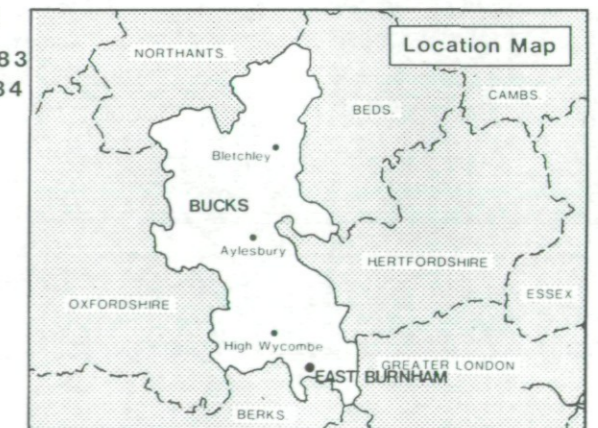 83
84
Location Map
NORTHANTS.
BEDS.
CAMBS.
Bletchley
BUCKS
Aylesbury
HERTFORDSHIRE
ESSEX
OXFORDSHIRE
High Wycombe
GREATER LONDON
EAST BURNHAM
BERKS.